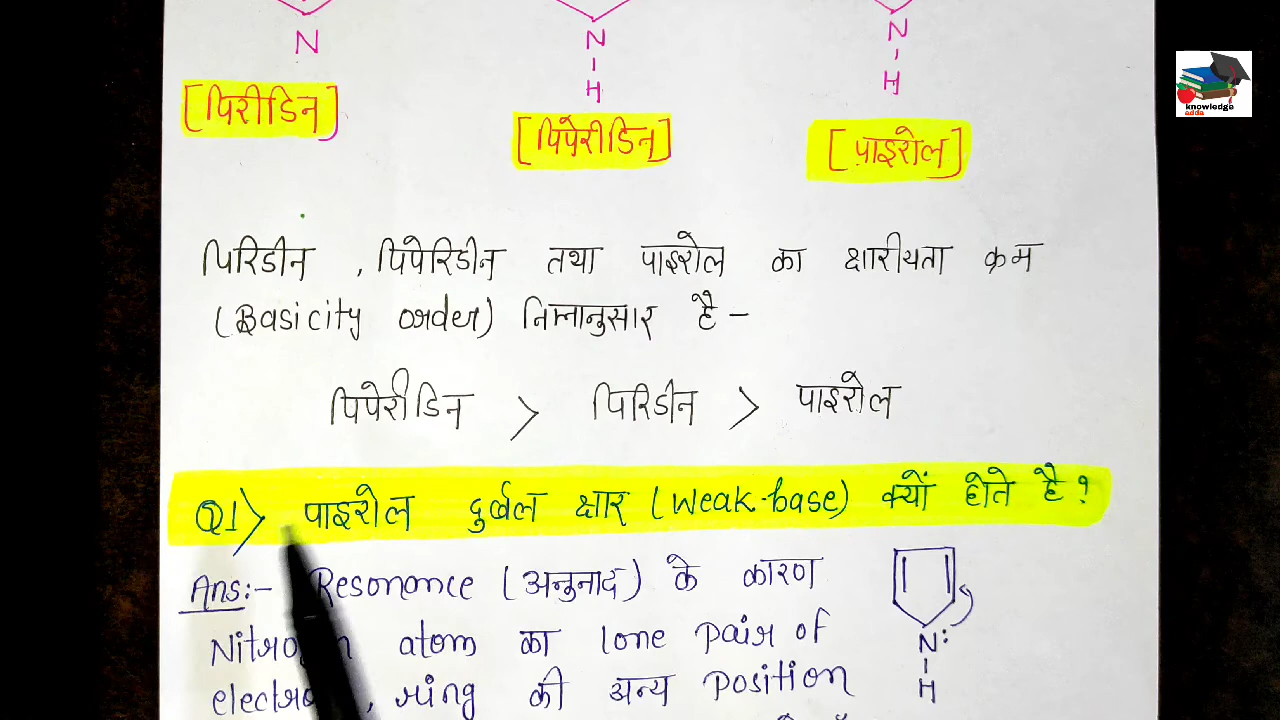 N N N
H H
[पिरीडिन] [पिपेरीडिन] [पाइरोल]
knowledge
adda
पिरिडीन , पिपेरिडीन तथा पाइरोल का क्षारीयता क्रम
(Basicity order) निम्नानुसार है –
पिपेरीडिन > पिरिडीन > पाइरोल
Q1> पाइरोल दुर्बल क्षार (Weak-base) क्यों होते है ?
Ans:- Resonance (अनुनाद) के कारण
atom का lone pair of
N:
H
, ring की अन्य position